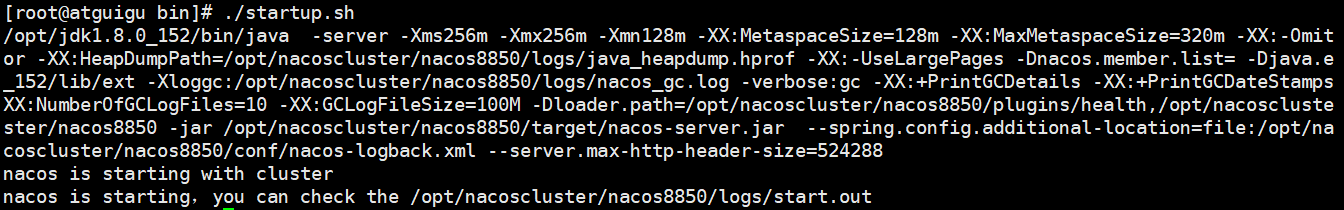 [root@atguigu bin]# ./startup.sh
/opt/jdk1.8.0_152/bin/java  -server -Xms256m -Xmx256m -Xmn128m -XX:MetaspaceSize=128m -XX:MaxMetaspaceSize=320m -XX:-Omit
or -XX:HeapDumpPath=/opt/nacoscluster/nacos8850/logs/java_heapdump.hprof -XX:-UseLargePages -Dnacos.member.list= -Djava.e
_152/lib/ext -Xloggc:/opt/nacoscluster/nacos8850/logs/nacos_gc.log -verbose:gc -XX:+PrintGCDetails -XX:+PrintGCDateStamps
XX:NumberOfGCLogFiles=10 -XX:GCLogFileSize=100M -Dloader.path=/opt/nacoscluster/nacos8850/plugins/health,/opt/nacoscluste
ster/nacos8850 -jar /opt/nacoscluster/nacos8850/target/nacos-server.jar  --spring.config.additional-location=file:/opt/na
coscluster/nacos8850/conf/nacos-logback.xml --server.max-http-header-size=524288
nacos is starting with cluster
nacos is starting，you can check the /opt/nacoscluster/nacos8850/logs/start.out